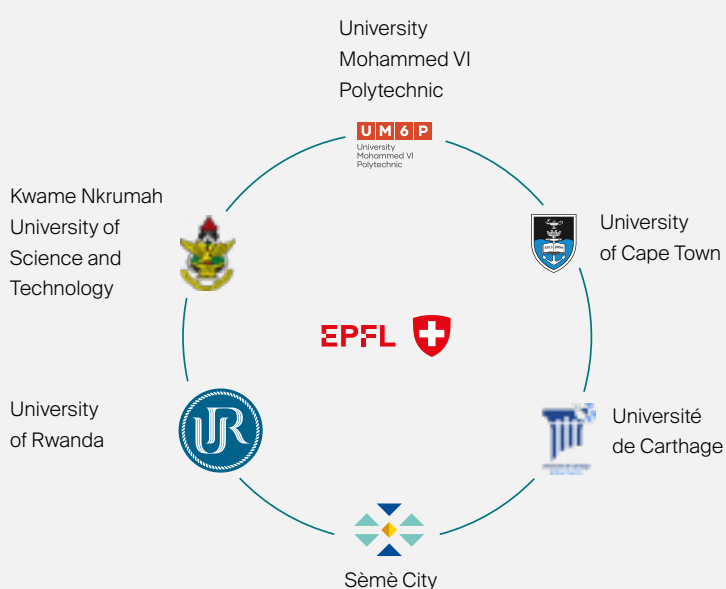 University
Mohammed VI
Polytechnic
UM6P
University
Mohammed VI
Polytechnic
Kwame Nkrumah
University of
Science and
Technology
University
of Cape Town
EPFL
University
of Rwanda
UR
Université
de Carthage
Sèmè City